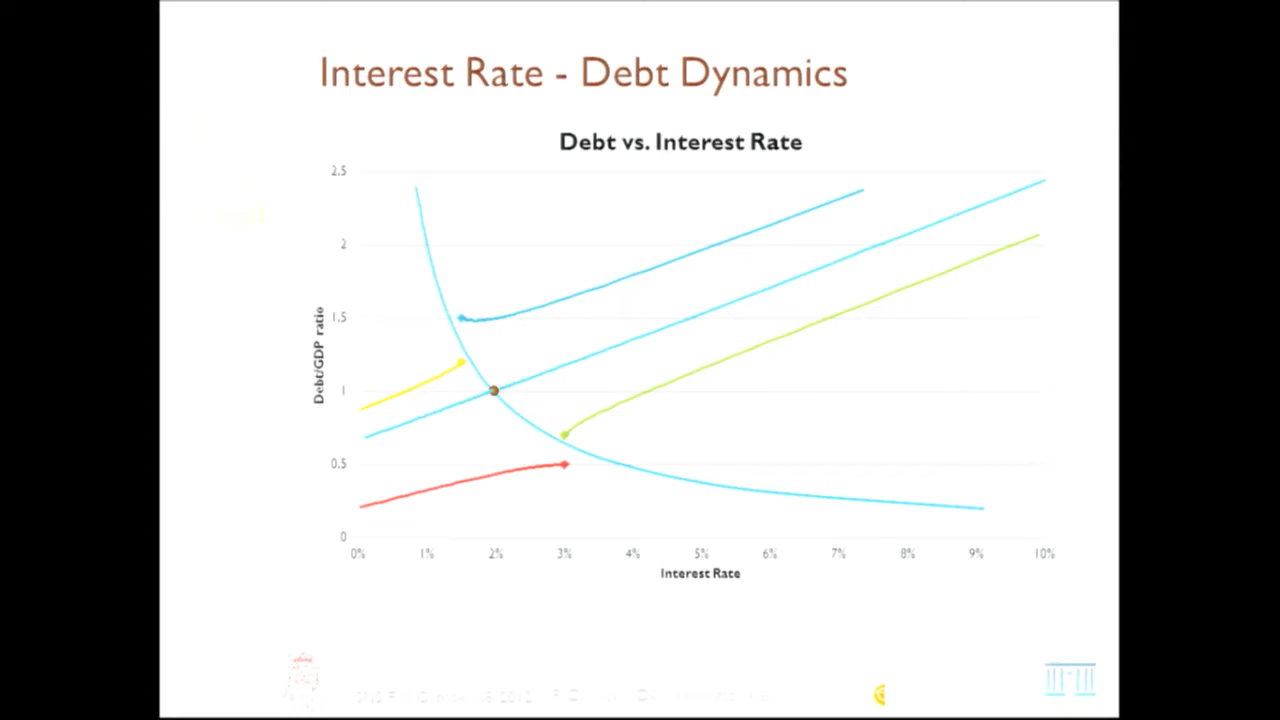 Interest Rate - Debt Dynamics
Debt vs. Interest Rate
2.5
2
1.5
1
0.5
0
Debt/GDP ratio
0% 1% 2% 3% 4% 5% 6% 7% 8% 9% 10%
Interest Rate